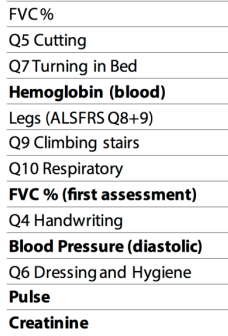 FVC %
Q5 Cutting
Q7 Turning in Bed
Hemoglobin (blood)
Legs (ALSFRS Q8+9)
Q9 Climbing stairs
Q10 Respiratory
FVC % (first assessment)
Q4 Handwriting
Blood Pressure (diastolic)
Q6 Dressing and Hygiene
Pulse
Creatinine